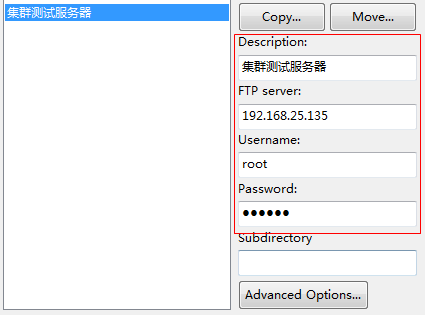 集群测试服务器
Copy... Move...
Description:
集群测试服务器
FTP server:
192.168.25.135
Username:
root
Password:
●●●●●●
Subdirectory
Advanced Options...